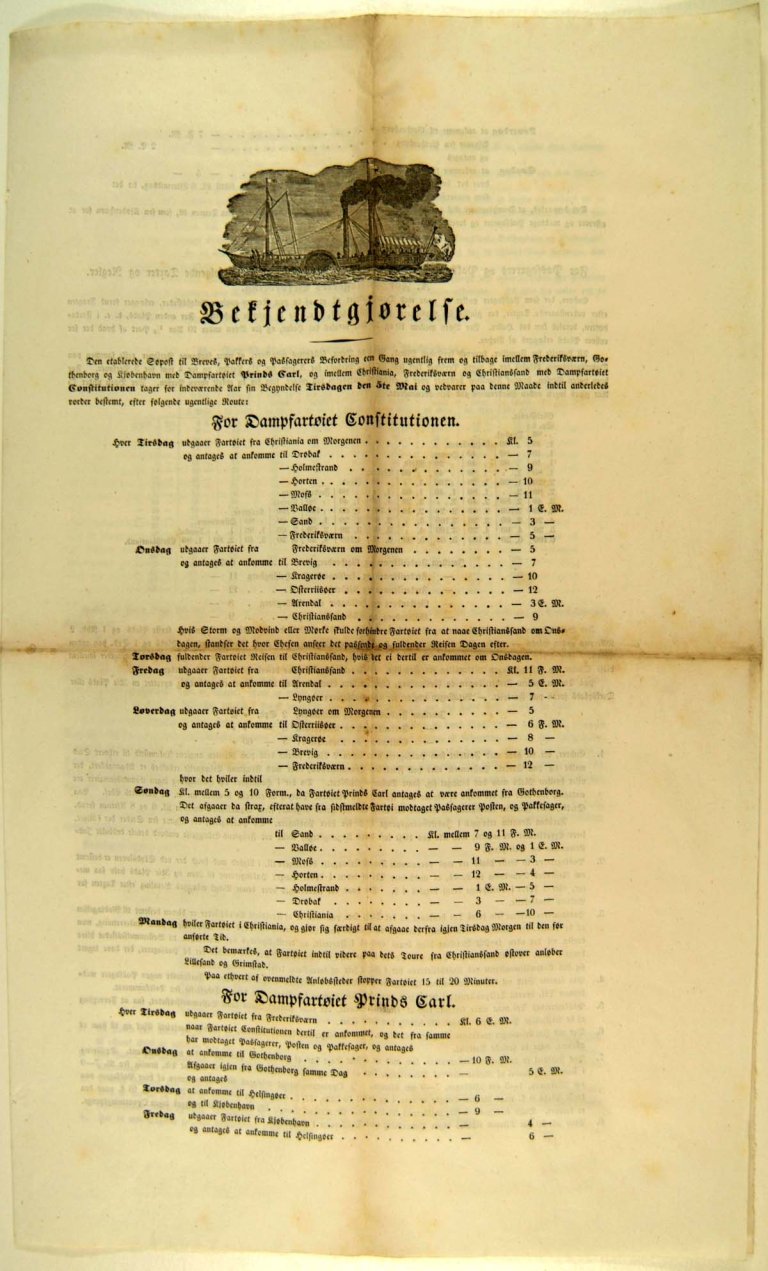 Bekjendtgjørelse.
Den etablerede Søpost til Breves, Pakkers og Passagerers Befordring een Gang ugentlig frem og tilbage imellem Frederiksværn, Go-
thenborg og Kjøbenhavn med Dampfartøiet Prinds Carl, og imellem Christiania, Frederiksværn og Christianssand med Dampfartøiet
Constitutionen tager for indeværende Aar sin Begyndelse Tirsdagen den 5te Mai og vedvarer paa denne Maade indtil anderledes
vorder bestemt, efter følgende ugentlige Route:
For Dampfartøiet Constitutionen.
Hver Tirsdag udgaaer Fartøiet fra Christiania om Morgenen . . . . . . . . . . . . Kl. 5
og antages at ankomme til Drøbak . . . . . . . . . . . . . . — 7
— Holmestrand . . . . . . . . . . . . . — 9
— Horten . . . . . . . . . . . . . . — 10
— Moss . . . . . . . . . . . . . . — 11
— Valløe . . . . . . . . . . . . . . — 1 E. M.
— Sand . . . . . . . . . . . . . . — 3 —
— Frederiksværn . . . . . . . . . . . . — 5 —
Onsdag udgaaer Fartøiet fra Frederiksværn om Morgenen . . . . . . . . — 5
og antages at ankomme til Brevig . . . . . . . . . . . . . . — 7
— Kragerøe . . . . . . . . . . . . . . — 10
— Østerriisøer . . . . . . . . . . . . . — 12
— Arendal . . . . . . . . . . . . . . — 3 E. M.
— Christianssand . . . . . . . . . . . . — 9
Hvis Storm og Modvind eller Mørke skulde forhindre Fartøiet fra at naae Christianssand om Ons-
dagen, standser det hvor Chefen anseer det passende og fuldender Reisen Dagen efter.
Torsdag fuldender Fartøiet Reisen til Christianssand, hvis det ei dertil er ankommet om Onsdagen.
Fredag udgaaer Fartøiet fra Christianssand . . . . . . . . . . . . Kl. 11 F. M.
og antages at ankomme til Arendal . . . . . . . . . . . . . . — 5 E. M.
— Lyngøer . . . . . . . . . . . . . . — 7 —
Løverdag udgaaer Fartøiet fra Lyngøer om Morgenen . . . . . . . . . . — 5
og antages at ankomme til Østerriisøer . . . . . . . . . . . . . — 6 F. M.
— Kragerøe . . . . . . . . . . . . . . — 8 —
— Brevig . . . . . . . . . . . . . . — 10 —
— Frederiksværn . . . . . . . . . . . . — 12 —
hvor det hviler indtil
Søndag Kl. mellem 5 og 10 Form., da Fartøiet Prinds Carl antages at være ankommet fra Gothenborg.
Det afgaaer da strax, efterat have fra sidstmeldte Fartøi modtaget Passagerer Posten, og Pakkesager,
og antages at ankomme
til Sand . . . . . . . . . Kl. mellem 7 og 11 F. M.
— Valløe . . . . . . . . . — — 9 F. M. og 1 E. M.
— Moss . . . . . . . . . — — 11 — — 3 —
— Horten . . . . . . . . . — — 12 — — 4 —
— Holmestrand . . . . . . . — — 1 E. M. — 5 —
— Drøbak . . . . . . . . . — — 3 — — 7 —
— Christiania . . . . . . . — — 6 — — 10 —
Mandag hviler Fartøiet i Christiania, og gjør sig færdigt til at afgaae derfra igjen Tirsdag Morgen til den før
anførte Tid.
Det bemærkes, at Fartøiet indtil videre paa dets Toure fra Christianssand østover anløber
Lillesand og Grimstad.
Paa ethvert af ovenmeldte Anløbssteder stopper Fartøiet 15 til 20 Minuter.
For Dampfartøiet Prinds Carl.
Hver Tirsdag udgaaer Fartøiet fra Frederiksværn . . . . . . . . . . Kl. 6 E. M.
naar Fartøiet Constitutionen dertil er ankommet, og det fra samme
har modtaget Passagerer, Posten og Pakkesager, og antages
Onsdag at ankomme til Gothenborg . . . . . . . . . . . . — 10 F. M.
Afgaaer igjen fra Gothenborg samme Dag . . . . . . . . — 5 E. M.
og antages
Torsdag at ankomme til Helsingøer . . . . . . . . . . . . — 6 —
og til Kjøbenhavn . . . . . . . . . . . . . . — 9 —
Fredag udgaaer Fartøiet fra Kjøbenhavn . . . . . . . . . . — 4 —
og antages at ankomme til Helsingøer . . . . . . . . . — 6 —